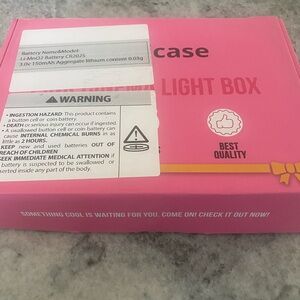 Battery Name&Model:
Li-MnO2 Battery CR2025
3.0v 150mAh Aggregate lithium content 0.03g
case
LIGHT BOX
WARNING
• INGESTION HAZARD: This product contains
a button cell or coin battery.
• DEATH or serious injury can occur if ingested.
• A swallowed button cell or coin battery can
cause INTERNAL CHEMICAL BURNS in as
little as 2 HOURS.
KEEP new and used batteries OUT OF
REACH OF CHILDREN
SEEK IMMEDIATE MEDICAL ATTENTION if
battery is suspected to be swallowed or
inserted inside any part of the body.
BEST
QUALITY
SOMETHING COOL IS WAITING FOR YOU. COME ON! CHECK IT OUT NOW!